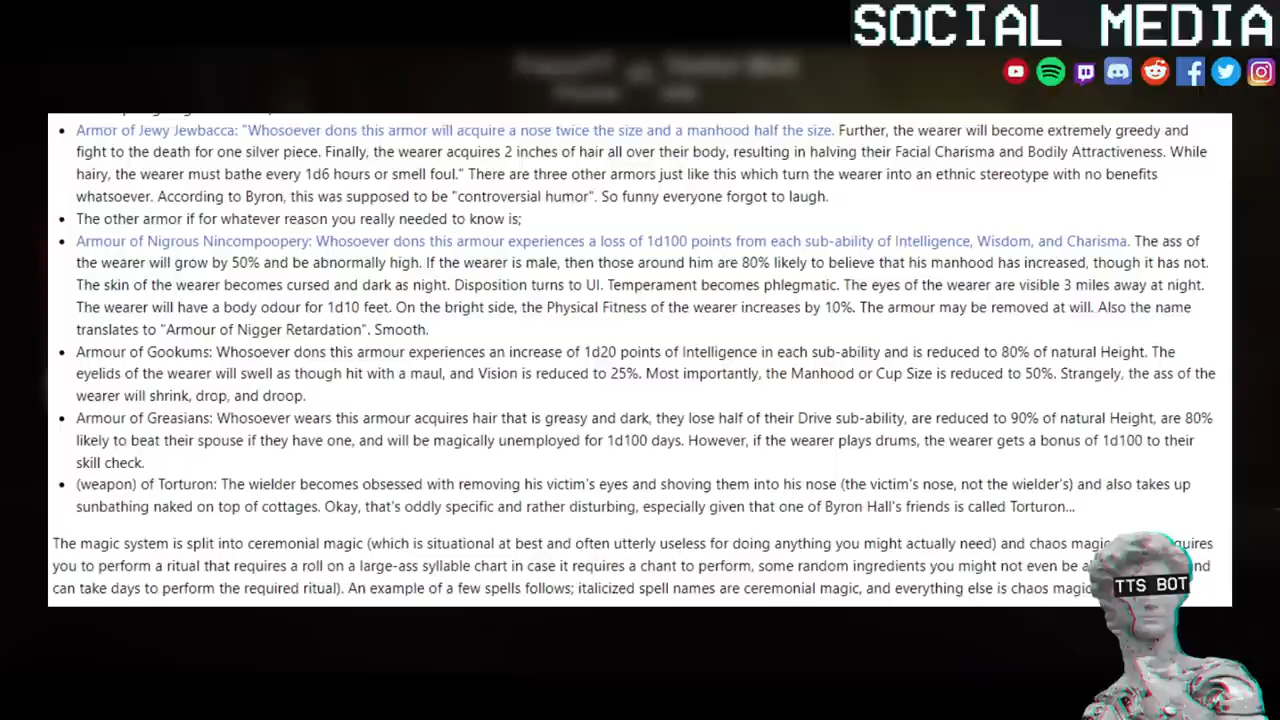 SOCIAL MEDIA
Armor of Jewy Jewbacca: "Whosoever dons this armor will acquire a nose twice the size and a manhood half the size. Further, the wearer will become extremely greedy and
fight to the death for one silver piece. Finally, the wearer acquires 2 inches of hair all over their body, resulting in halving their Facial Charisma and Bodily Attractiveness. While
hairy, the wearer must bathe every 1d6 hours or smell foul." There are three other armors just like this which turn the wearer into an ethnic stereotype with no benefits
whatsoever. According to Byron, this was supposed to be "controversial humor". So funny everyone forgot to laugh.
The other armor if for whatever reason you really needed to know is;
Armour of Nigrous Nincompoopery: Whosoever dons this armour experiences a loss of 1d100 points from each sub-ability of Intelligence, Wisdom, and Charisma. The ass of
the wearer will grow by 50% and be abnormally high. If the wearer is male, then those around him are 80% likely to believe that his manhood has increased, though it has not.
The skin of the wearer becomes cursed and dark as night. Disposition turns to UI. Temperament becomes phlegmatic. The eyes of the wearer are visible 3 miles away at night.
The wearer will have a body odour for 1d10 feet. On the bright side, the Physical Fitness of the wearer increases by 10%. The armour may be removed at will. Also the name
translates to "Armour of Nigger Retardation". Smooth.
Armour of Gookums: Whosoever dons this armour experiences an increase of 1d20 points of Intelligence in each sub-ability and is reduced to 80% of natural Height. The
eyelids of the wearer will swell as though hit with a maul, and Vision is reduced to 25%. Most importantly, the Manhood or Cup Size is reduced to 50%. Strangely, the ass of the
wearer will shrink, drop, and droop.
Armour of Greasians: Whosoever wears this armour acquires hair that is greasy and dark, they lose half of their Drive sub-ability, are reduced to 90% of natural Height, are 80%
likely to beat their spouse if they have one, and will be magically unemployed for 1d100 days. However, if the wearer plays drums, the wearer gets a bonus of 1d100 to their
skill check.
(weapon) of Torturon: The wielder becomes obsessed with removing his victim's eyes and shoving them into his nose (the victim's nose, not the wielder's) and also takes up
sunbathing naked on top of cottages. Okay, that's oddly specific and rather disturbing, especially given that one of Byron Hall's friends is called Torturon...
The magic system is split into ceremonial magic (which is situational at best and often utterly useless for doing anything you might actually need) and chaos magic
you to perform a ritual that requires a roll on a large-ass syllable chart in case it requires a chant to perform, some random ingredients you might not even be
can take days to perform the required ritual). An example of a few spells follows; italicized spell names are ceremonial magic, and everything else is chaos magic
TTS BOT